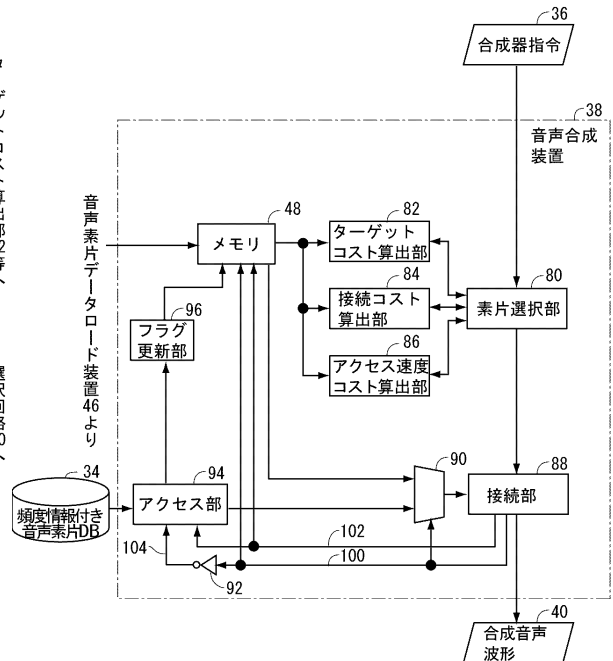 36
合成器指令
38
音声合成
装置
音声素片データロード装置46より
48
メモリ
82
ターゲット
コスト算出部
84
接続コスト
算出部
86
アクセス速度
コスト算出部
80
素片選択部
96
フラグ
更新部
34
頻度情報付き
音声素片DB
94
アクセス部
90
88
接続部
102
104
100
92
40
合成音声
波形